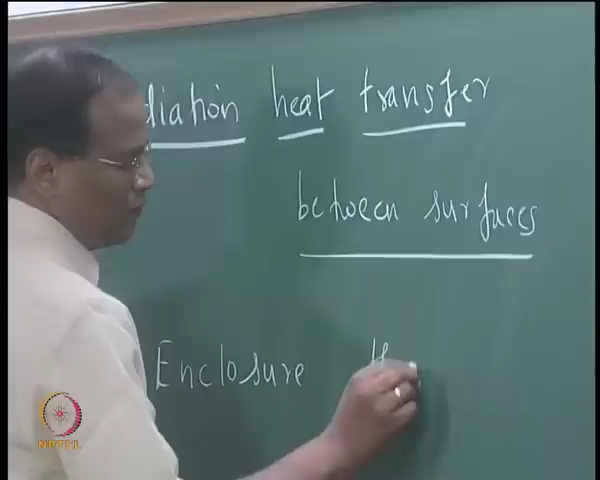 diation heat transfer
between surfaces
Enclosure
NPTEL